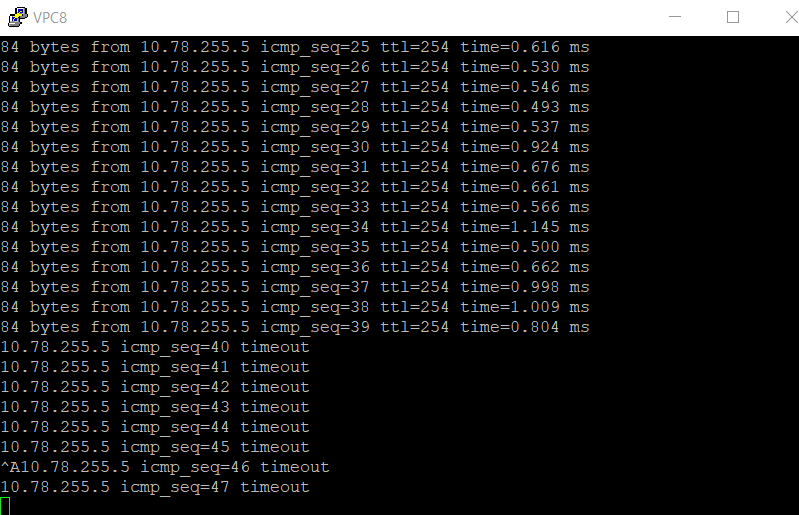 VPC8
84 bytes from 10.78.255.5 icmp_seq=25 ttl=254 time=0.616 ms
84 bytes from 10.78.255.5 icmp_seq=26 ttl=254 time=0.530 ms
84 bytes from 10.78.255.5 icmp_seq=27 ttl=254 time=0.546 ms
84 bytes from 10.78.255.5 icmp_seq=28 ttl=254 time=0.493 ms
84 bytes from 10.78.255.5 icmp_seq=29 ttl=254 time=0.537 ms
84 bytes from 10.78.255.5 icmp_seq=30 ttl=254 time=0.924 ms
84 bytes from 10.78.255.5 icmp_seq=31 ttl=254 time=0.676 ms
84 bytes from 10.78.255.5 icmp_seq=32 ttl=254 time=0.661 ms
84 bytes from 10.78.255.5 icmp_seq=33 ttl=254 time=0.566 ms
84 bytes from 10.78.255.5 icmp_seq=34 ttl=254 time=1.145 ms
84 bytes from 10.78.255.5 icmp_seq=35 ttl=254 time=0.500 ms
84 bytes from 10.78.255.5 icmp_seq=36 ttl=254 time=0.662 ms
84 bytes from 10.78.255.5 icmp_seq=37 ttl=254 time=0.998 ms
84 bytes from 10.78.255.5 icmp_seq=38 ttl=254 time=1.009 ms
84 bytes from 10.78.255.5 icmp_seq=39 ttl=254 time=0.804 ms
10.78.255.5 icmp_seq=40 timeout
10.78.255.5 icmp_seq=41 timeout
10.78.255.5 icmp_seq=42 timeout
10.78.255.5 icmp_seq=43 timeout
10.78.255.5 icmp_seq=44 timeout
10.78.255.5 icmp_seq=45 timeout
^A10.78.255.5 icmp_seq=46 timeout
10.78.255.5 icmp_seq=47 timeout